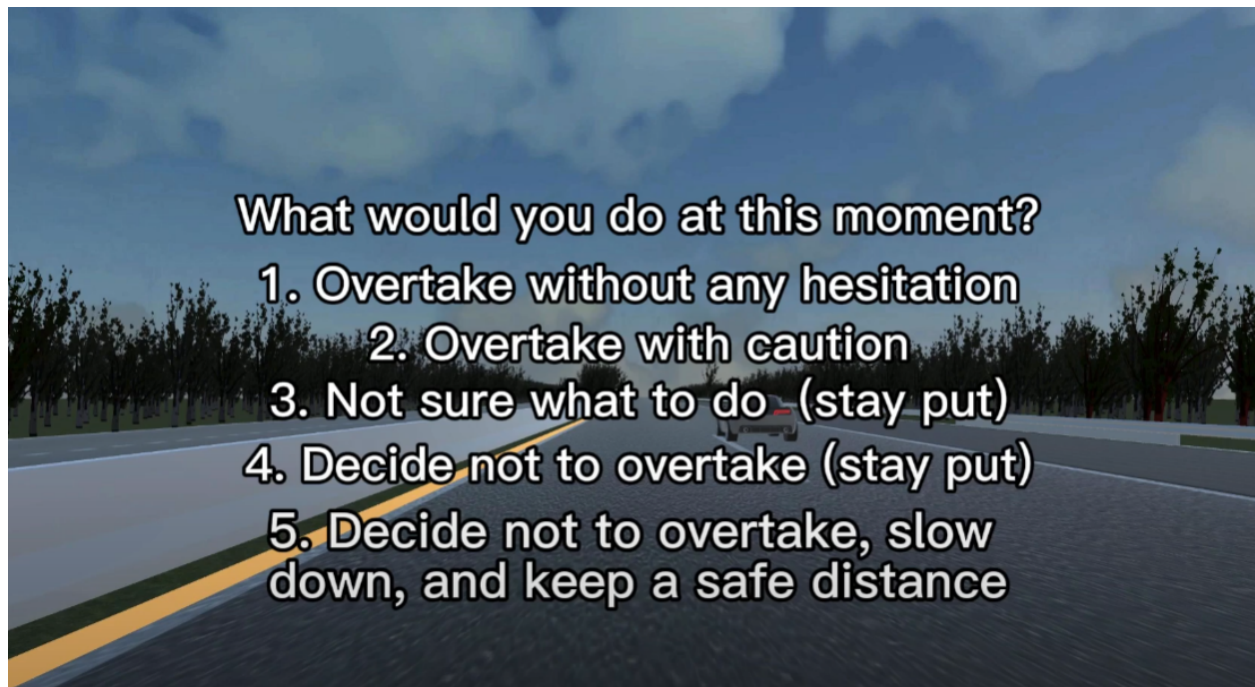 What would you do at this moment?
1. Overtake without any hesitation
2. Overtake with caution
3. Not sure what to do (stay put)
4. Decide not to overtake (stay put)
5. Decide not to overtake, slow
down, and keep a safe distance